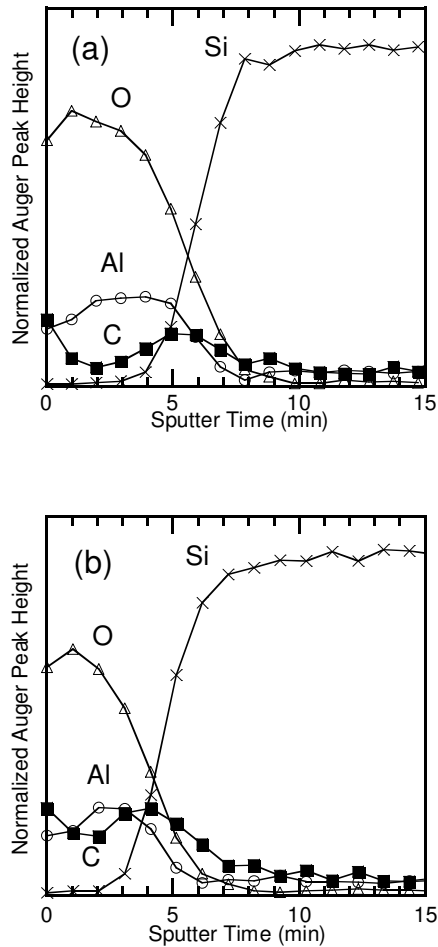 (a)
Si
O
Al
C
Normalized Auger Peak Height
0 5 10 15
Sputter Time (min)
(b)
Si
O
Al
C
Normalized Auger Peak Height
0 5 10 15
Sputter Time (min)